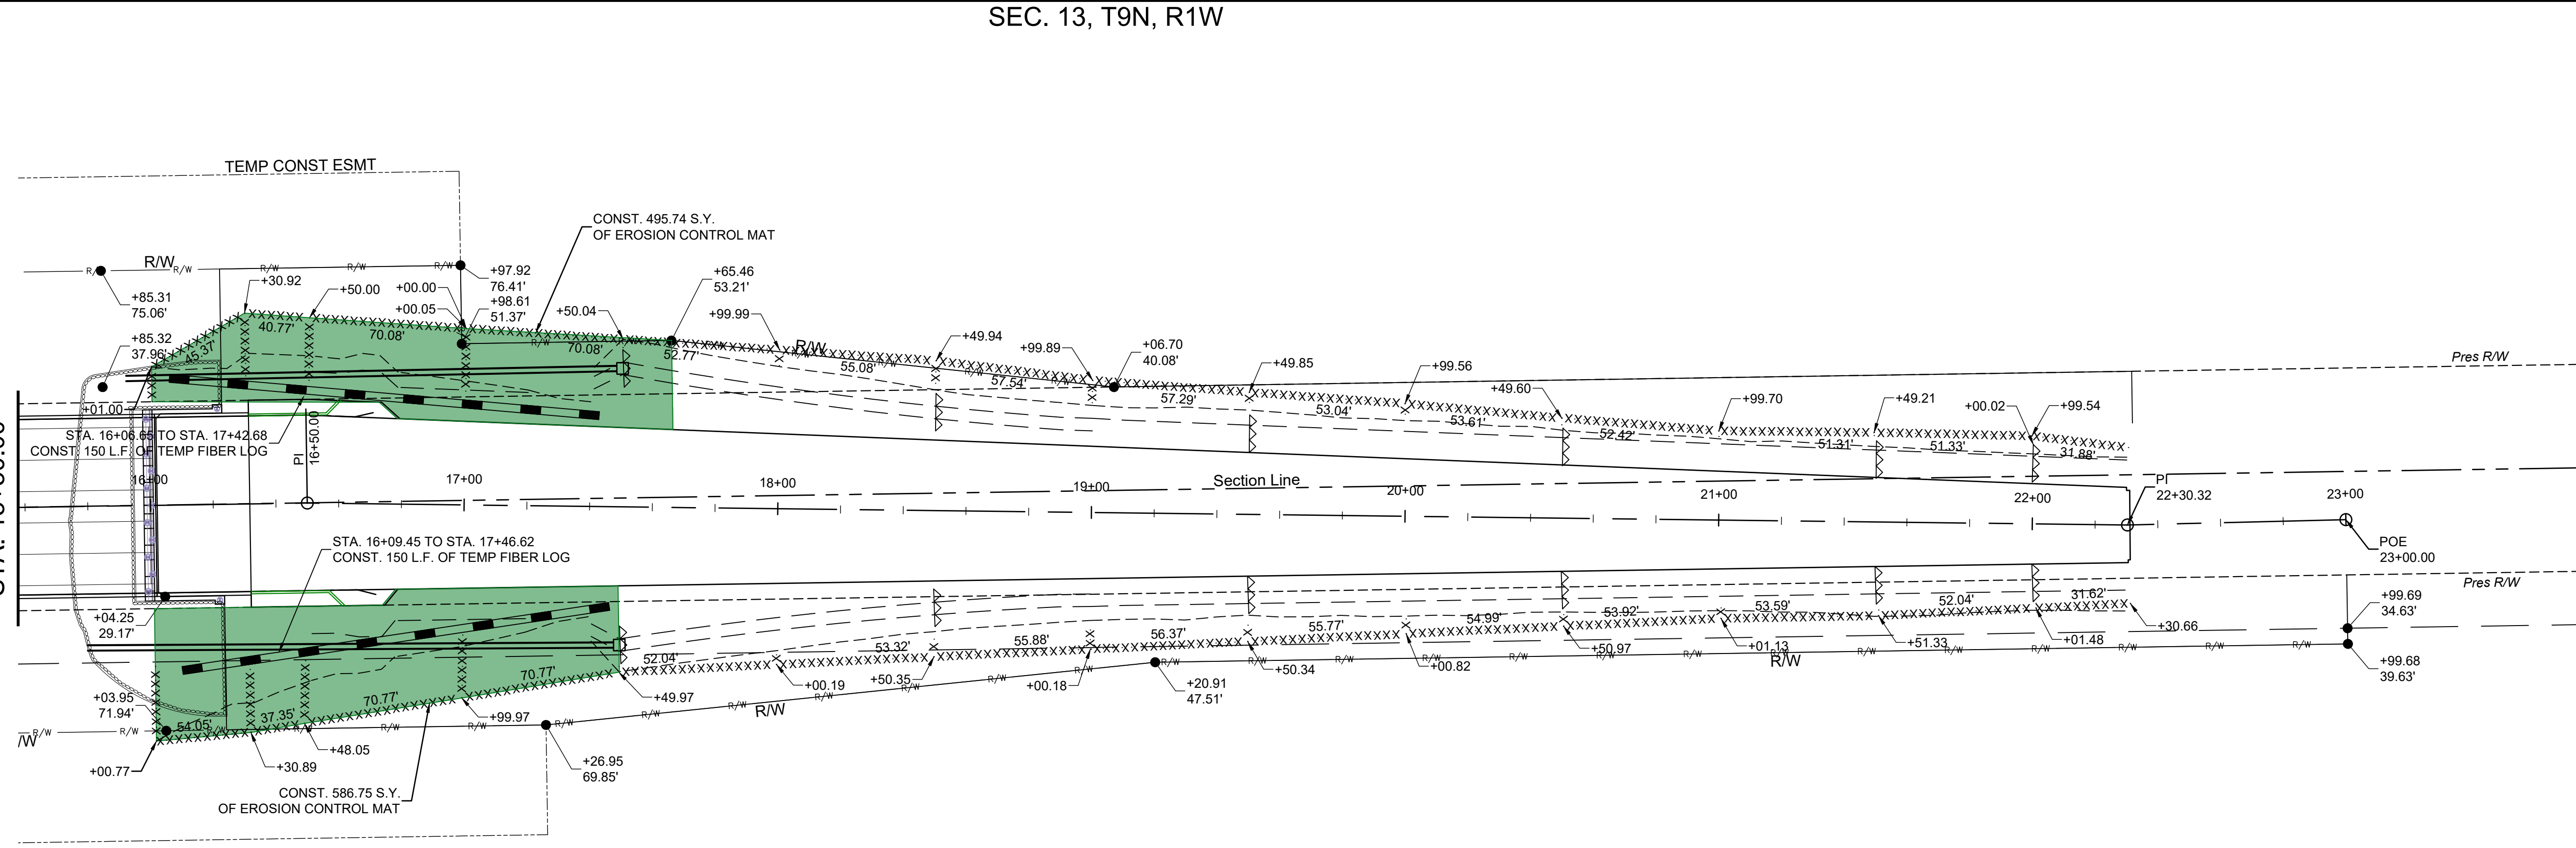 SEC. 13, T9N, R1W
TEMP CONST ESMT
CONST. 495.74 S.Y.
OF EROSION CONTROL MAT
R/W
R/W
R/W
R/W
R/W
R/W
R/W
+85.31
75.06'
+30.92
+50.00
+00.00
+00.05
+97.92
76.41'
+98.61
51.37'
+50.04
+65.46
53.21'
+99.99
R/W
+49.94
+99.89
+06.70
40.08'
+49.85
+99.56
+49.60
+99.70
+49.21
+00.02
+99.54
Pres R/W
+85.32
37.96'
45.37'
40.77'
70.08'
R/W
70.08'
R/W
R/W
52.77'
55.08'
R/W
R/W
57.54'
R/W
57.29'
53.04'
53.61'
52.42'
51.31'
51.33'
31.88'
+01.00
STA. 16+06.65 TO STA. 17+42.68
CONST. 150 L.F. OF TEMP FIBER LOG
PI
16+50.00
16+00
17+00
18+00
19+00
Section Line
20+00
21+00
22+00
PI
22+30.32
23+00
POE
23+00.00
STA. 16+09.45 TO STA. 17+46.62
CONST. 150 L.F. OF TEMP FIBER LOG
Pres R/W
+04.25
29.17'
52.04'
53.32'
55.88'
56.37'
55.77'
54.99'
53.92'
53.59'
52.04'
31.62'
+99.69
34.63'
+30.66
+01.48
+51.33
+01.13
+50.97
+00.82
+50.34
+00.18
+50.35
+00.19
+49.97
+99.68
39.63'
R/W
R/W
R/W
R/W
R/W
R/W
R/W
R/W
R/W
R/W
R/W
R/W
R/W
R/W
+20.91
47.51'
R/W
R/W
R/W
R/W
R/W
R/W
+03.95
71.94'
54.05'
37.35'
70.77'
70.77'
+99.97
R/W
R/W
R/W
R/W
R/W
R/W
/W
+48.05
+30.89
+00.77
+26.95
69.85'
CONST. 586.75 S.Y.
OF EROSION CONTROL MAT